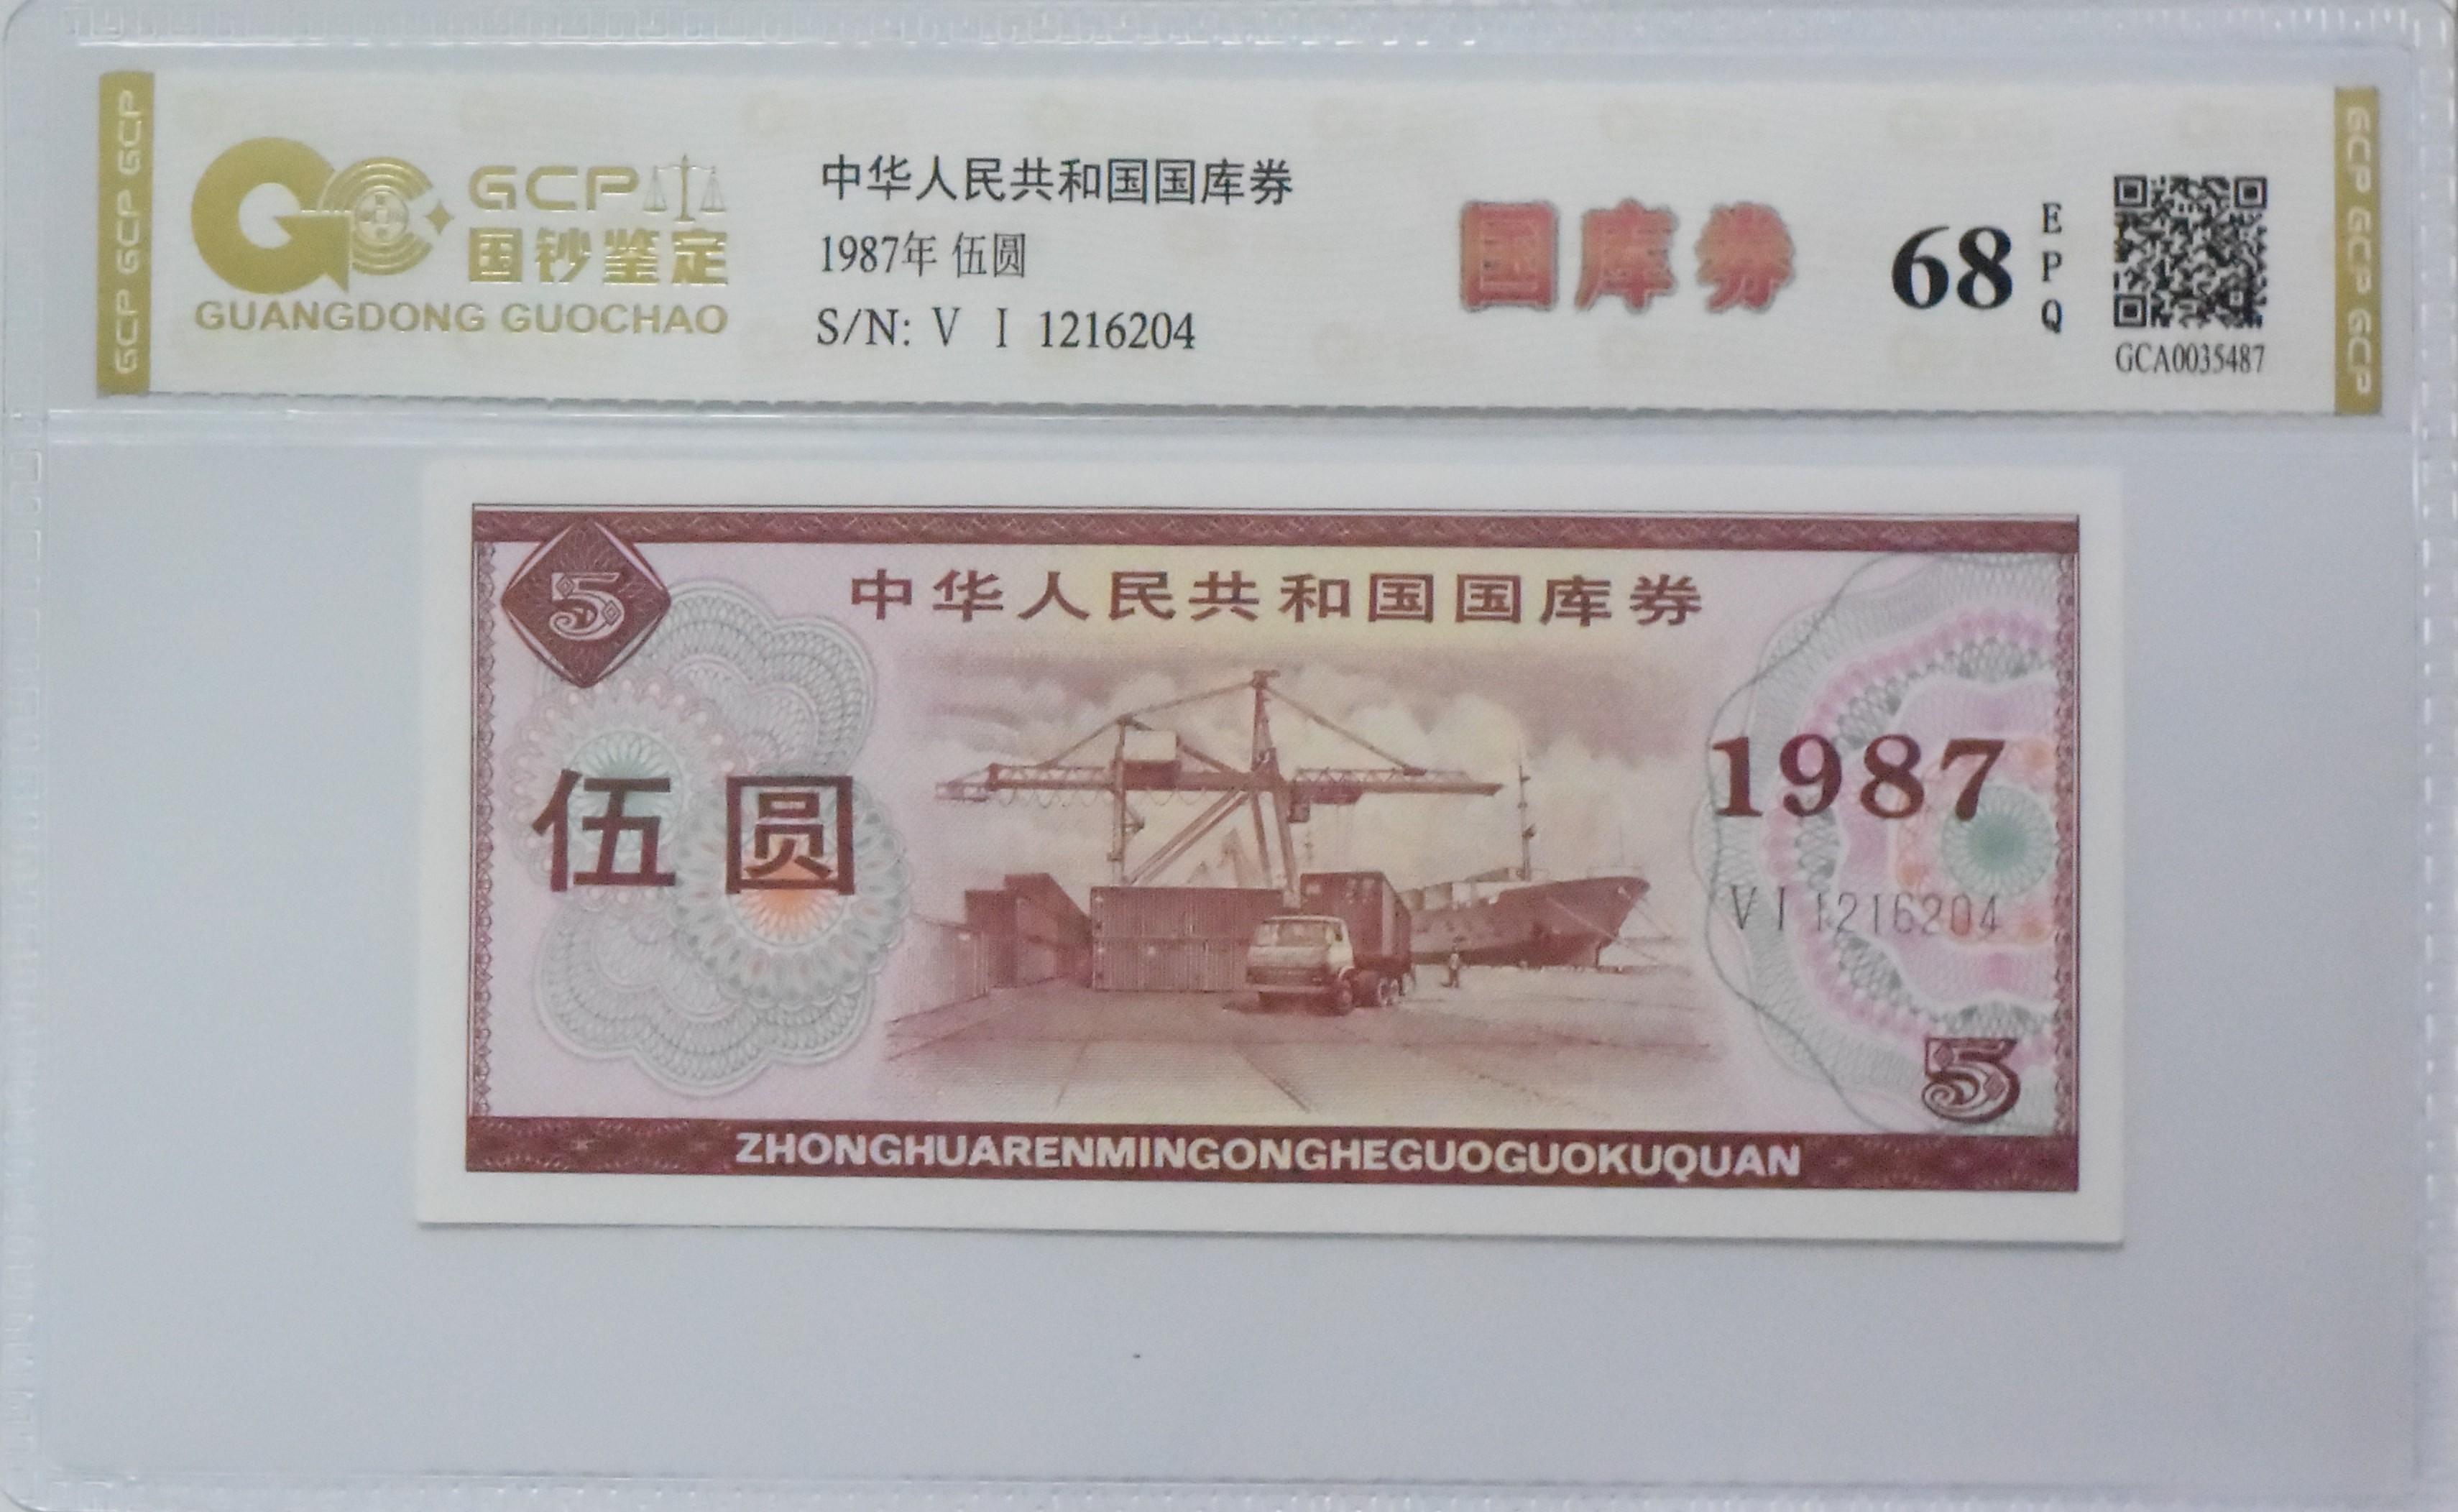 GCP GCP GCP
GCP
国钞鉴定
GUANGDONG GUOCHAO
中华人民共和国国库券
1987年 伍圆
S/N: V I 1216204
国库券
68
EPQ
GCA0035487
GCP GCP GCP
5
中华人民共和国国库券
伍圆
1987
V I 1216204
5
ZHONGHUARENMINGONGHEGUOGUOKUQUAN